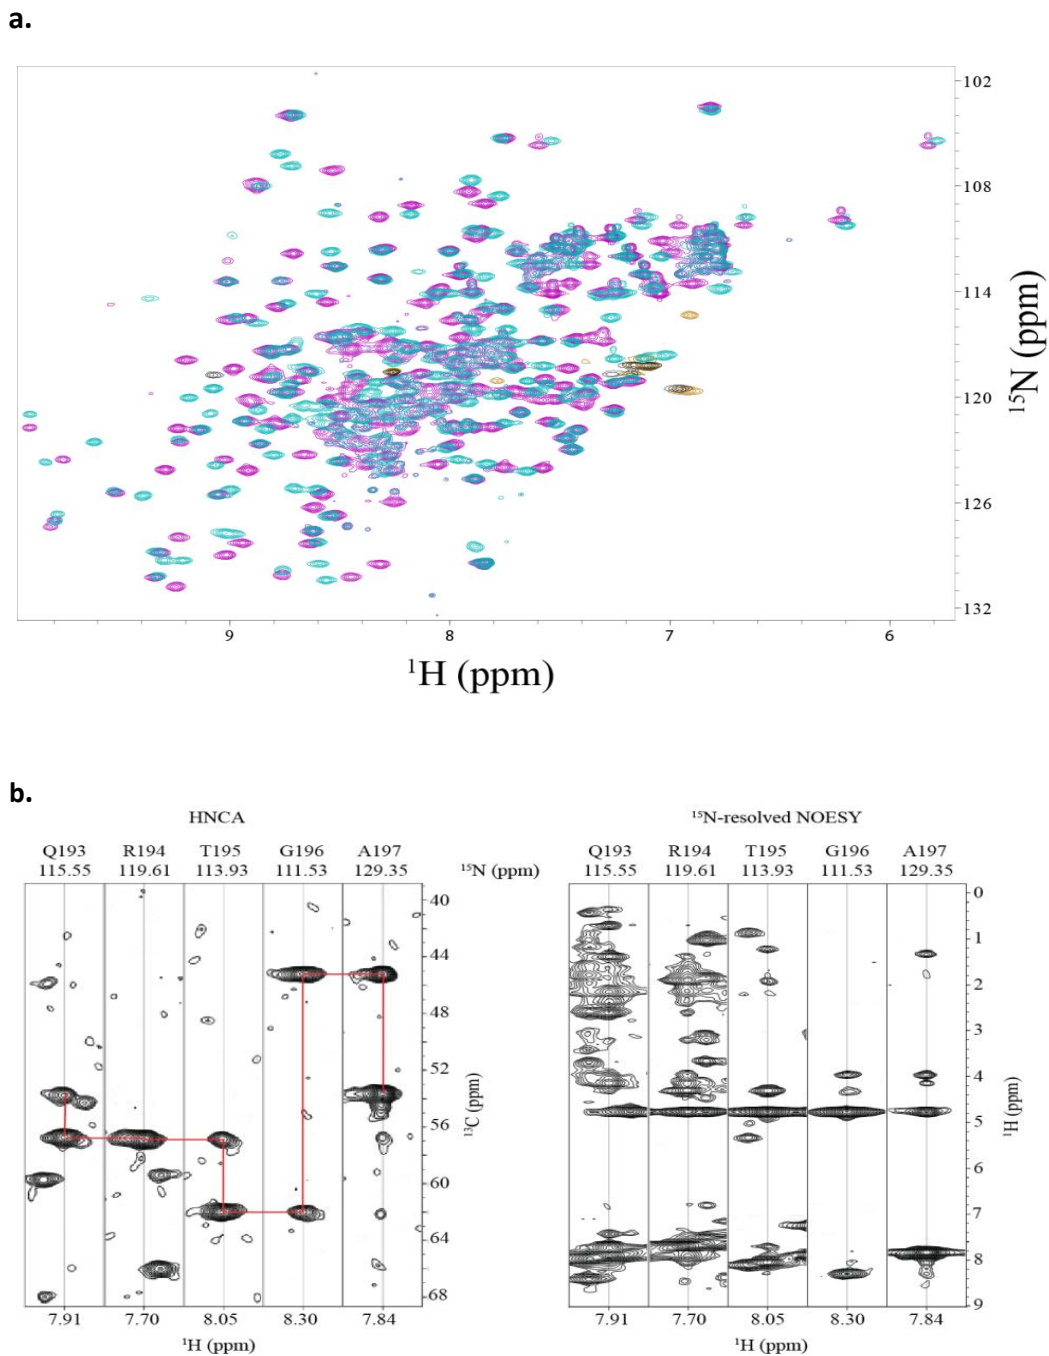 a.
102
108
114
120
126
132
¹⁵N (ppm)
9 8 7 6
¹H (ppm)
b.
HNCA
Q193 R194 T195 G196 A197
115.55 119.61 113.93 111.53 129.35
¹⁵N (ppm)
40
44
48
52
56
60
64
68
¹³C (ppm)
7.91 7.70 8.05 8.30 7.84
¹H (ppm)
¹⁵N-resolved NOESY
Q193 R194 T195 G196 A197
115.55 119.61 113.93 111.53 129.35
0
1
2
3
4
5
6
7
8
9
¹H (ppm)
7.91 7.70 8.05 8.30 7.84
¹H (ppm)